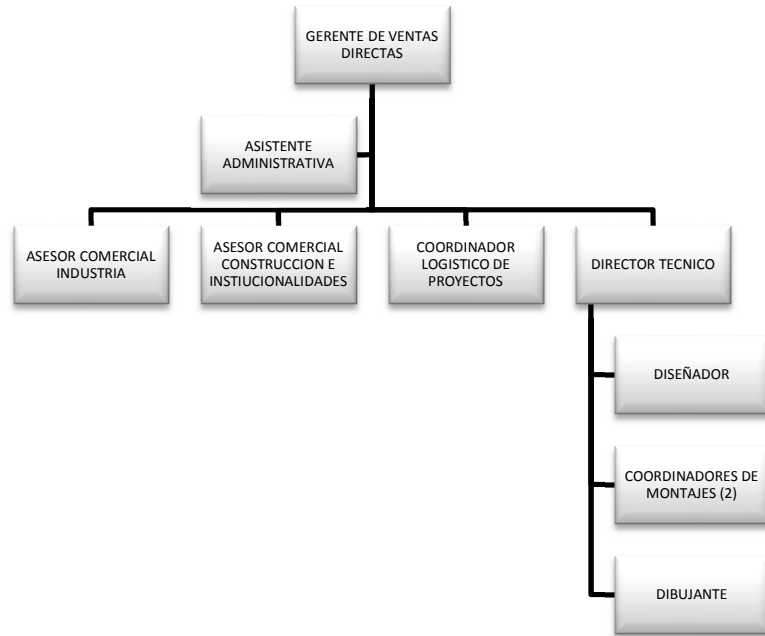 GERENTE DE VENTAS
DIRECTAS
ASISTENTE
ADMINISTRATIVA
ASESOR COMERCIAL
INDUSTRIA
ASESOR COMERCIAL
CONSTRUCCION E
INSTIUCIONALIDADES
COORDINADOR
LOGISTICO DE
PROYECTOS
DIRECTOR TECNICO
DISEÑADOR
COORDINADORES DE
MONTAJES (2)
DIBUJANTE